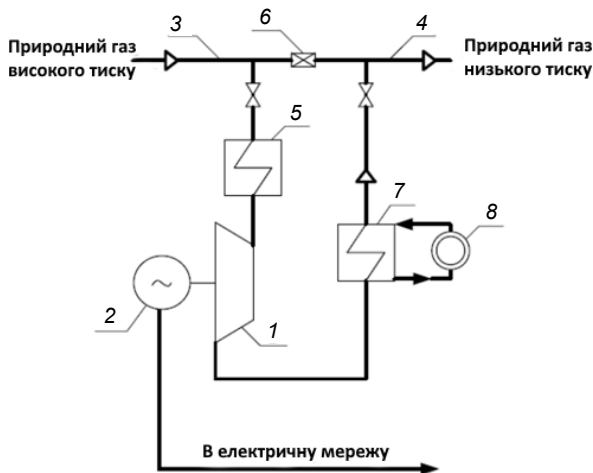 3
6
4
Природний газ
високого тиску
Природний газ
низького тиску
5
7
8
2
1
В електричну мережу